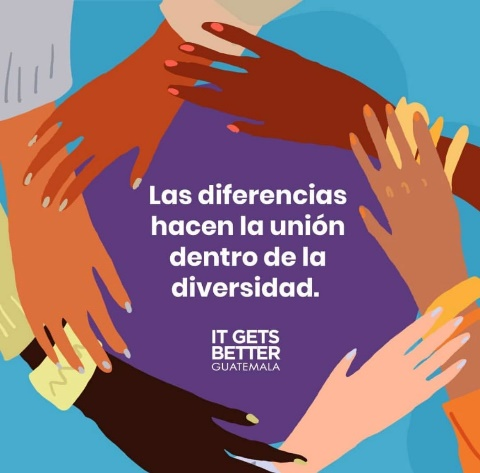 Las diferencias
hacen la unión
dentro de la
diversidad.
IT GETS
BETTER
GUATEMALA